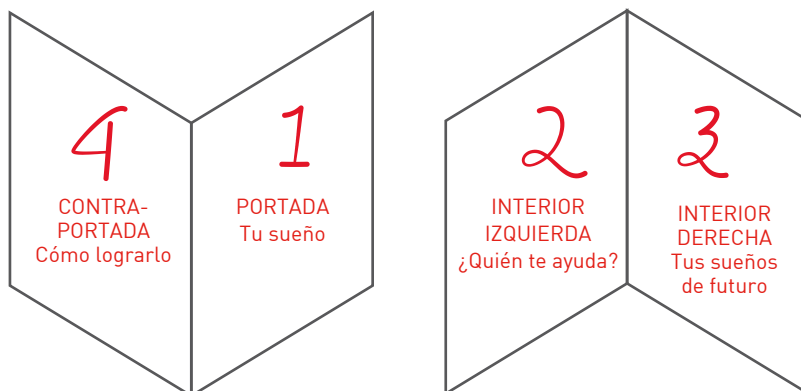 4
CONTRA-
PORTADA
Cómo lograrlo
1
PORTADA
Tu sueño
2
INTERIOR
IZQUIERDA
¿Quién te ayuda?
3
INTERIOR
DERECHA
Tus sueños
de futuro